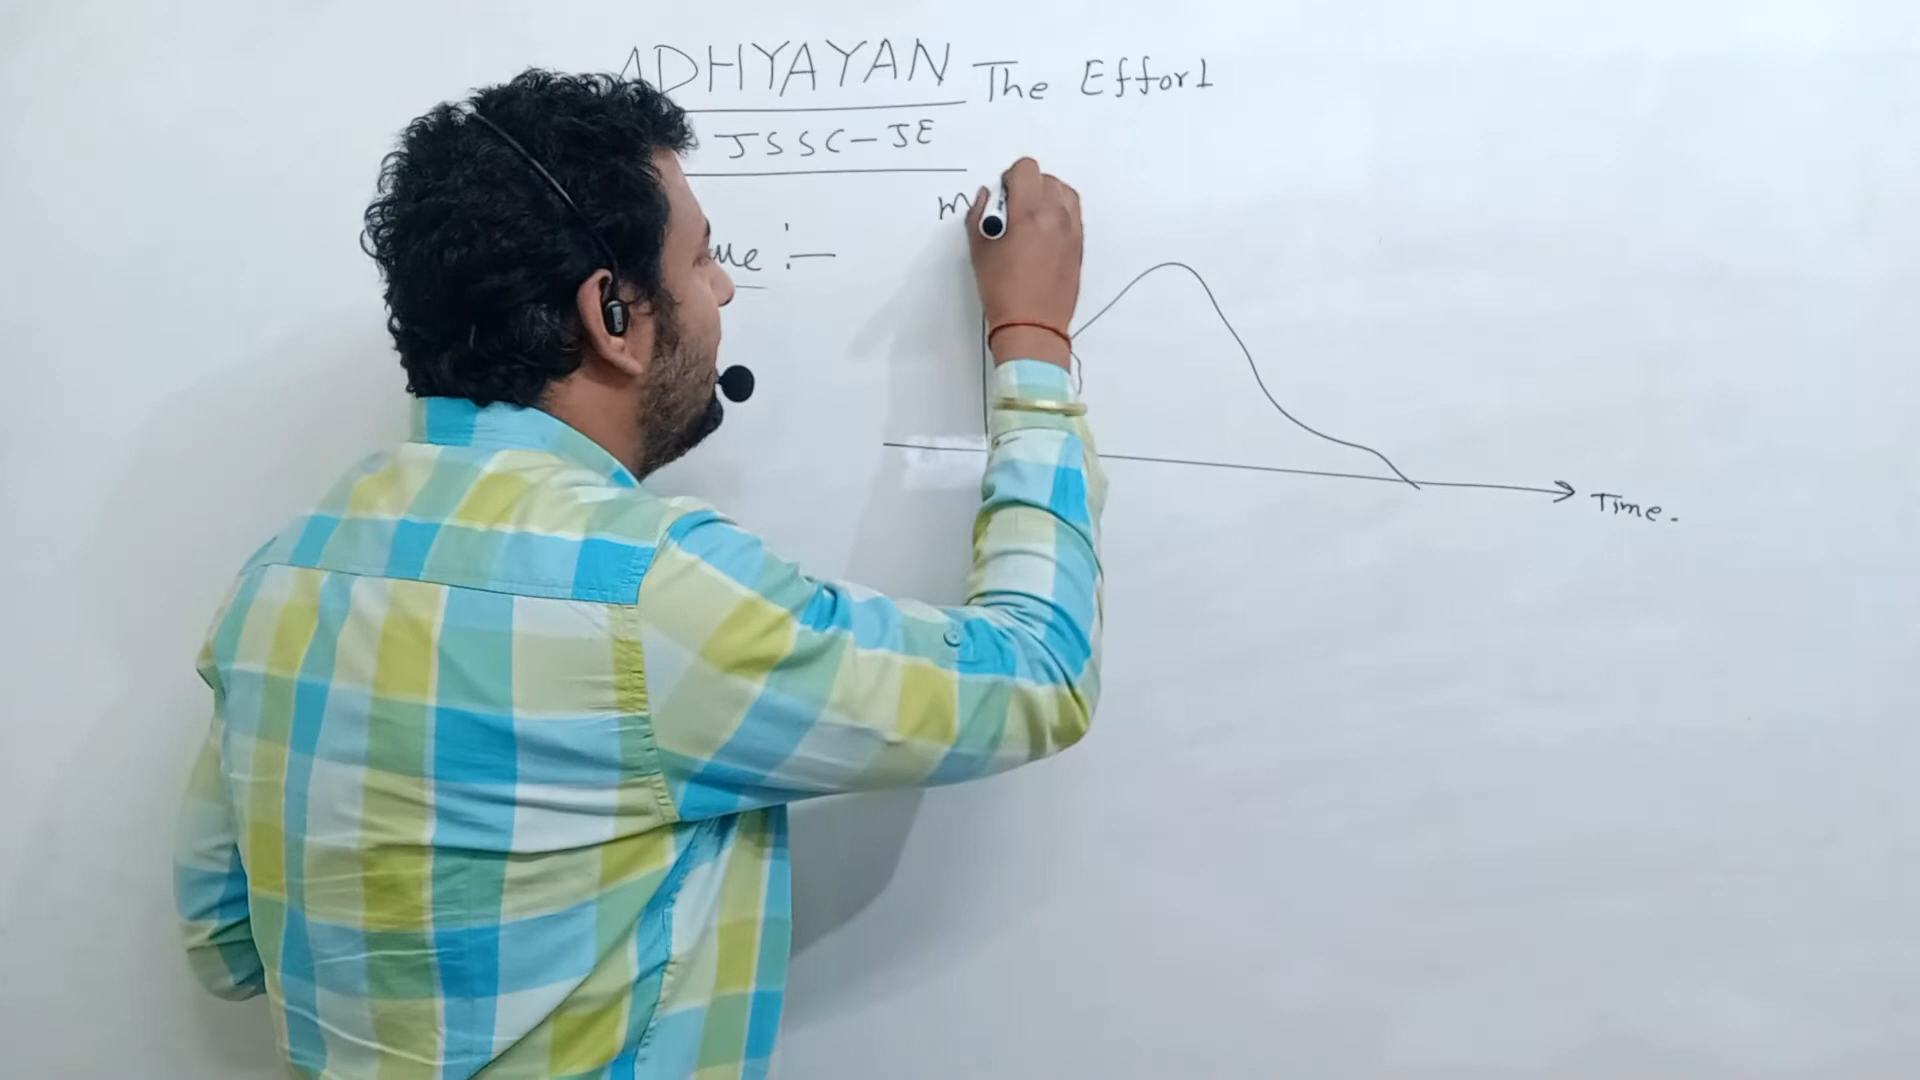 ADHYAYAN The Effort
JSSC-JE
Time.